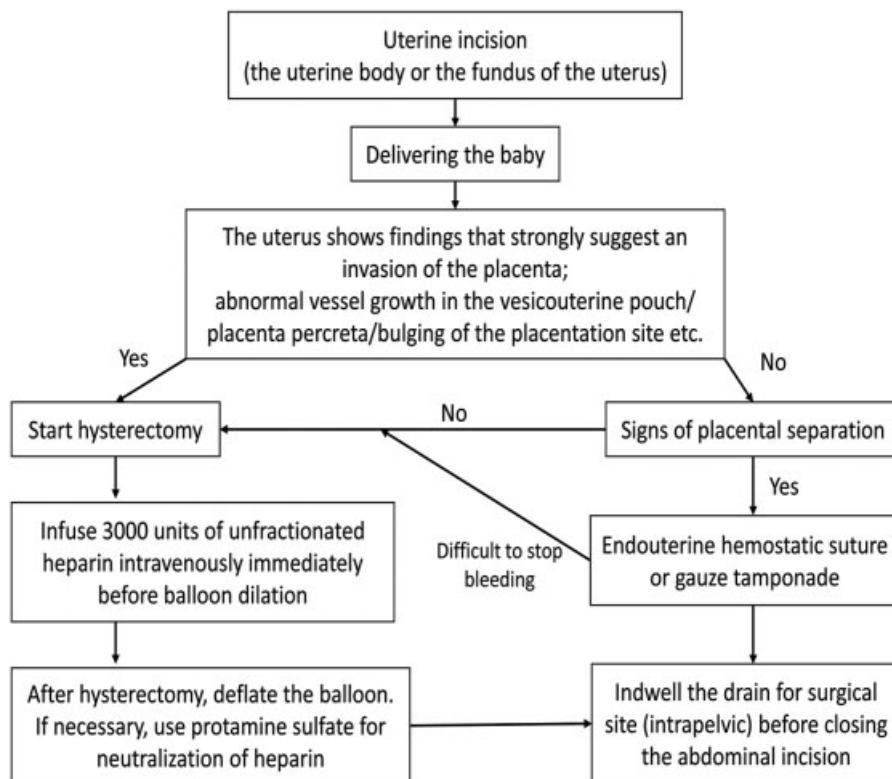 Uterine incision
(the uterine body or the fundus of the uterus)
Delivering the baby
The uterus shows findings that strongly suggest an
invasion of the placenta;
abnormal vessel growth in the vesicouterine pouch/
placenta percreta/bulging of the placentation site etc.
Yes
No
Start hysterectomy
No
Signs of placental separation
Yes
Infuse 3000 units of unfractionated
heparin intravenously immediately
before balloon dilation
Difficult to stop
bleeding
Endouterine hemostatic suture
or gauze tamponade
After hysterectomy, deflate the balloon.
If necessary, use protamine sulfate for
neutralization of heparin
Indwell the drain for surgical
site (intrapelvic) before closing
the abdominal incision